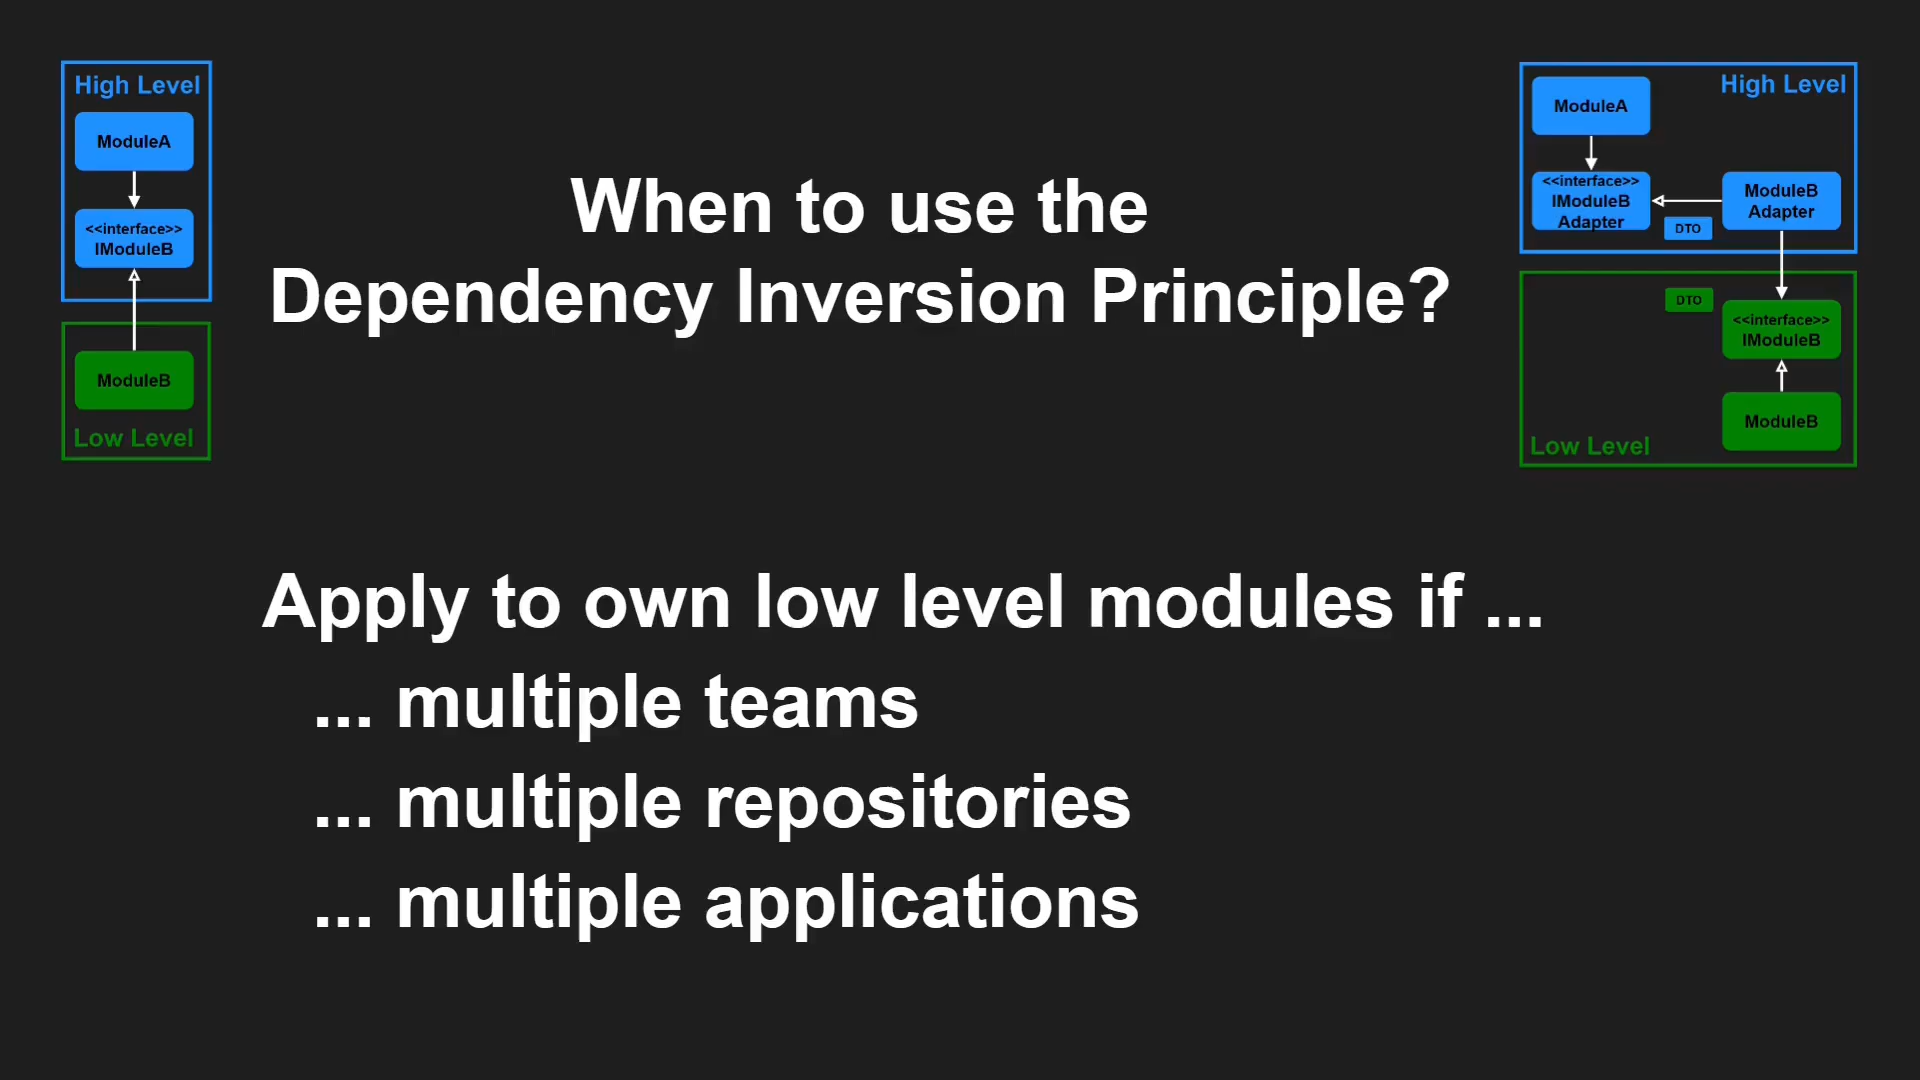 High Level
ModuleA
<<interface>>
IModuleB
ModuleB
Low Level
When to use the
Dependency Inversion Principle?
High Level
ModuleA
<<interface>>
IModuleB
Adapter
DTO
ModuleB
Adapter
DTO
<<interface>>
IModuleB
ModuleB
Low Level
Apply to own low level modules if ...
... multiple teams
... multiple repositories
... multiple applications